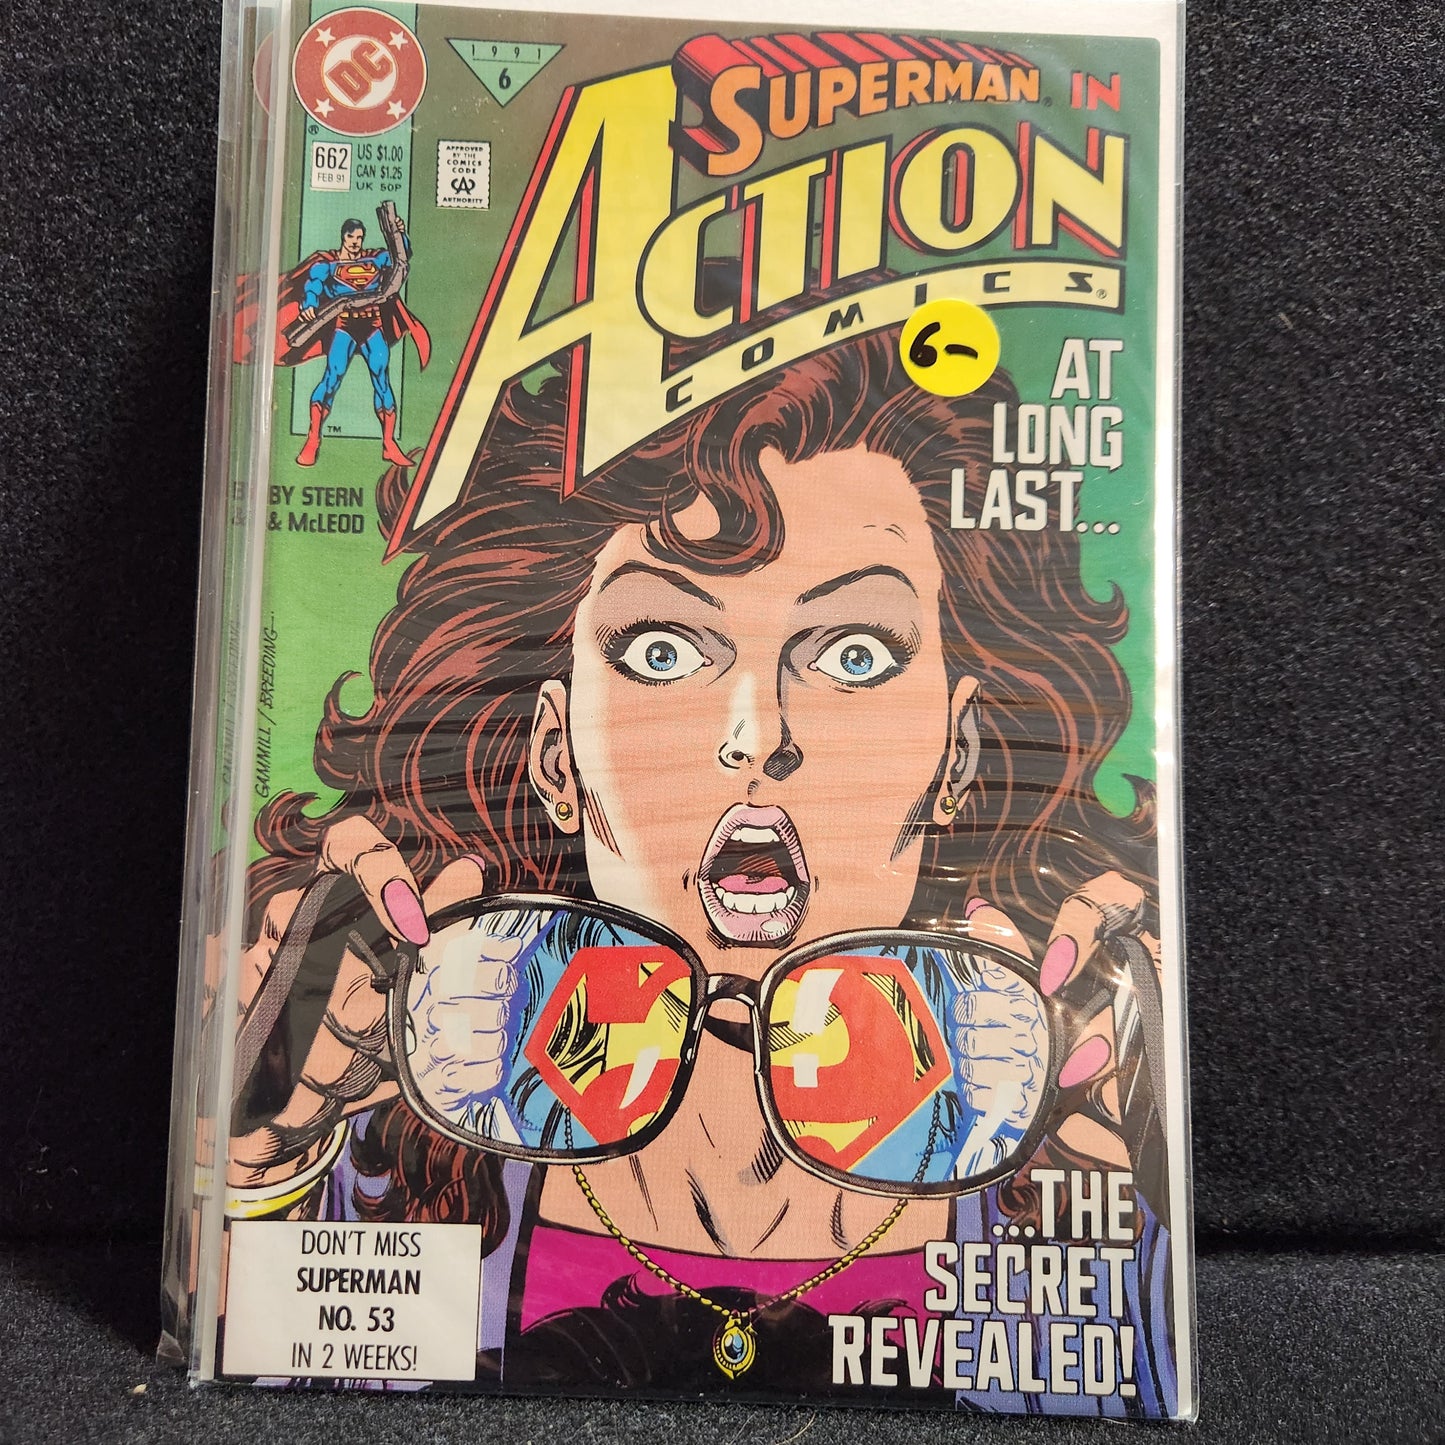 DC
®
1991
6
SUPERMAN® IN
ACTION
COMICS®
662
FEB 91
US $1.00
CAN $1.25
UK 50P
APPROVED
BY THE
COMICS
CODE
CA
AUTHORITY
6-
TM
BY STERN
& McLEOD
AT
LONG
LAST...
GAMMILL / BREEDING
...THE
SECRET
REVEALED!
DON'T MISS
SUPERMAN
NO. 53
IN 2 WEEKS!